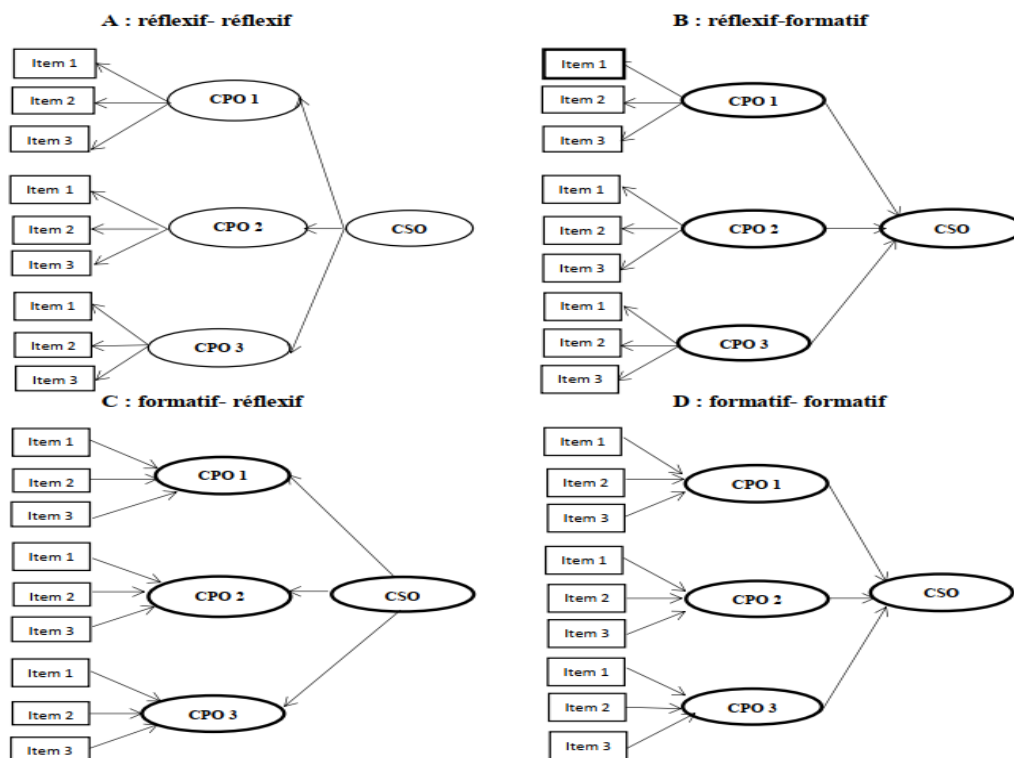 A : réflexif- réflexif
Item 1
Item 2
Item 3
CPO 1
Item 1
Item 2
Item 3
CPO 2
CSO
Item 1
Item 2
Item 3
CPO 3
B : réflexif-formatif
Item 1
Item 2
Item 3
CPO 1
Item 1
Item 2
Item 3
CPO 2
CSO
Item 1
Item 2
Item 3
CPO 3
C : formatif- réflexif
Item 1
Item 2
Item 3
CPO 1
Item 1
Item 2
Item 3
CPO 2
CSO
Item 1
Item 2
Item 3
CPO 3
D : formatif- formatif
Item 1
Item 2
Item 3
CPO 1
Item 1
Item 2
Item 3
CPO 2
CSO
Item 1
Item 2
Item 3
CPO 3